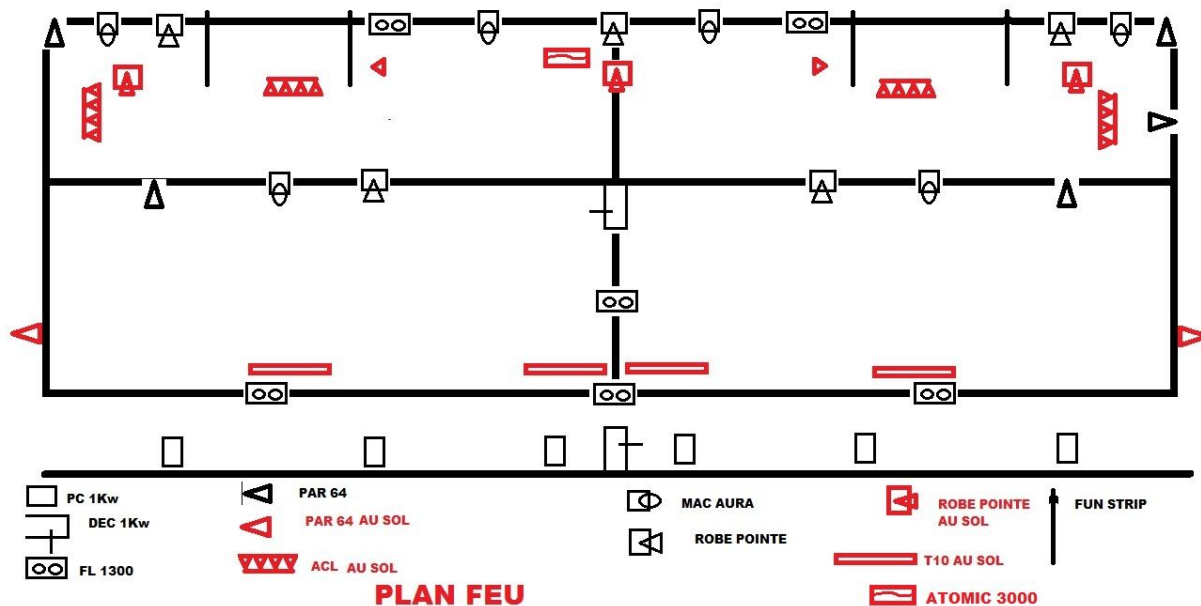 PC 1Kw
DEC 1Kw
FL 1300
PAR 64
PAR 64 AU SOL
ACL AU SOL
PLAN FEU
MAC AURA
ROBE POINTE
ROBE POINTE
AU SOL
T10 AU SOL
ATOMIC 3000
FUN STRIP